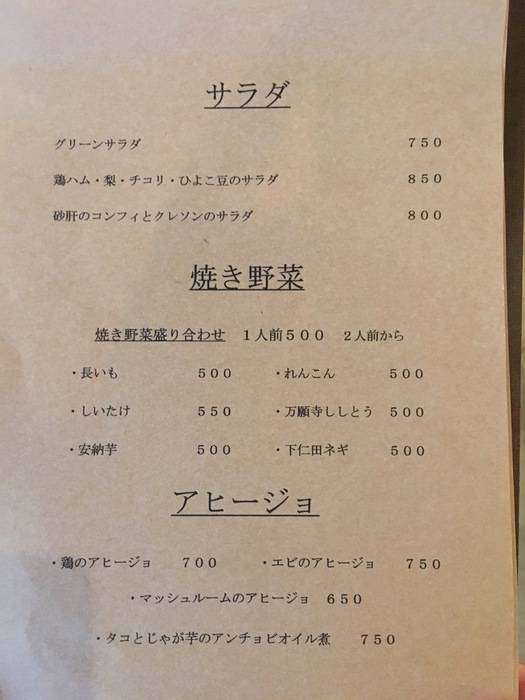 サラダ
グリーンサラダ ７５０
鶏ハム・梨・チコリ・ひよこ豆のサラダ ８５０
砂肝のコンフィとクレソンのサラダ ８００
焼き野菜
焼き野菜盛り合わせ １人前５００ ２人前から
・長いも ５００ ・れんこん ５００
・しいたけ ５５０ ・万願寺ししとう ５００
・安納芋 ５００ ・下仁田ネギ ５００
アヒージョ
・鶏のアヒージョ ７００ ・エビのアヒージョ ７５０
・マッシュルームのアヒージョ ６５０
・タコとじゃが芋のアンチョビオイル煮 ７５０